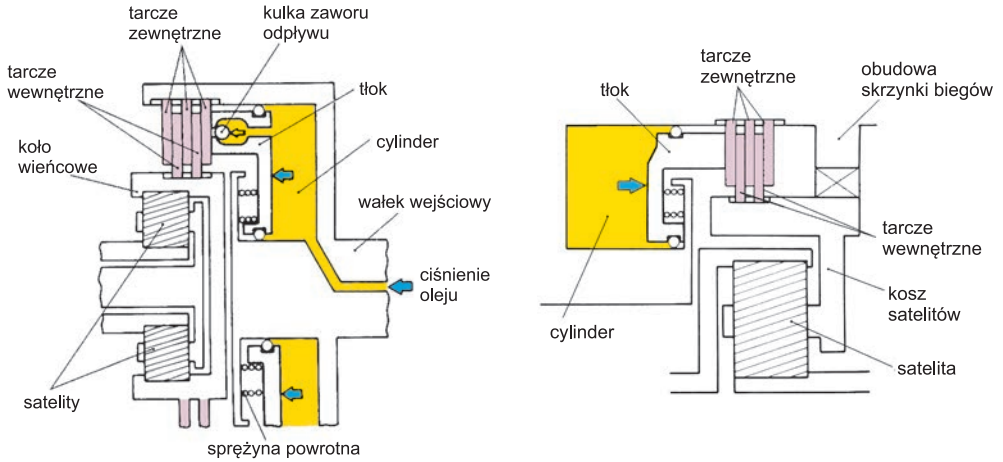 tarcze
zewnętrzne
kulka zaworu
odpływu
tarcze
wewnętrzne
tłok
koło
wieńcowe
cylinder
wałek wejściowy
ciśnienie
oleju
satelity
sprężyna powrotna
tarcze
zewnętrzne
obudowa
skrzynki biegów
tłok
tarcze
wewnętrzne
kosz
satelitów
cylinder
satelita